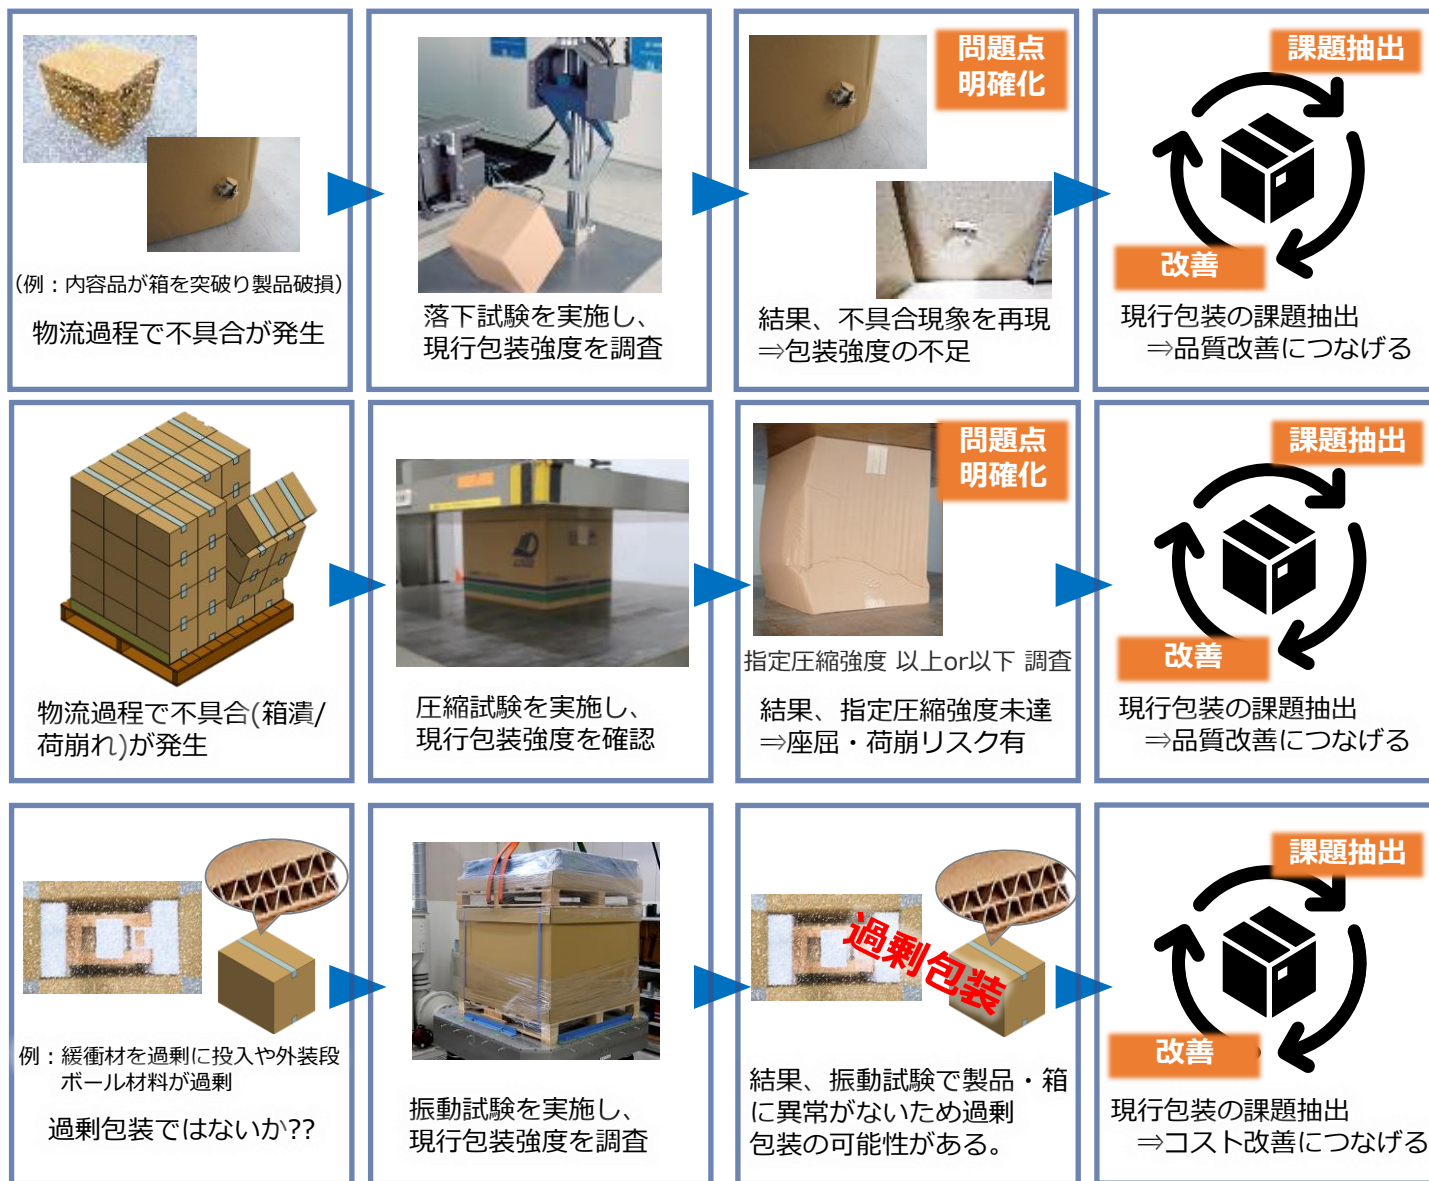 (例：内容品が箱を突破り製品破損)
物流過程で不具合が発生
落下試験を実施し、
現行包装強度を調査
問題点
明確化
結果、不具合現象を再現
⇒包装強度の不足
課題抽出
改善
現行包装の課題抽出
⇒品質改善につなげる
物流過程で不具合(箱潰/
荷崩れ)が発生
圧縮試験を実施し、
現行包装強度を確認
問題点
明確化
指定圧縮強度 以上or以下 調査
結果、指定圧縮強度未達
⇒座屈・荷崩リスク有
課題抽出
改善
現行包装の課題抽出
⇒品質改善につなげる
例：緩衝材を過剰に投入や外装段
ボール材料が過剰
過剰包装ではないか??
振動試験を実施し、
現行包装強度を調査
過剰包装
結果、振動試験で製品・箱
に異常がないため過剰
包装の可能性がある。
課題抽出
改善
現行包装の課題抽出
⇒コスト改善につなげる